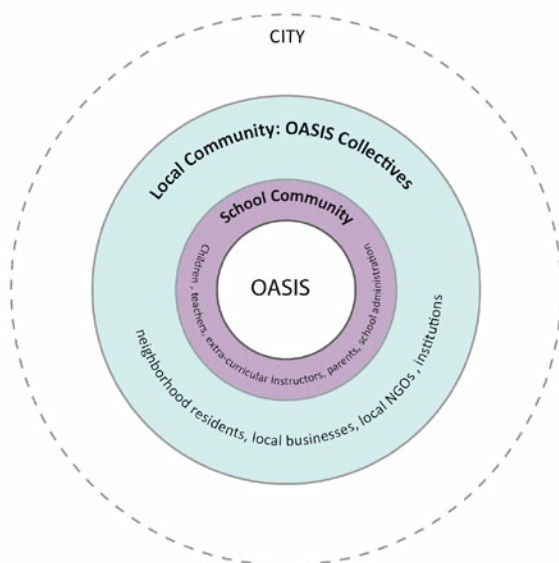 CITY
Local Community: OASIS Collectives
School Community
OASIS
Children , teachers, extra-curricular Instructors, parents, school administration
neighborhood residents, local businesses, local NGOs , institutions